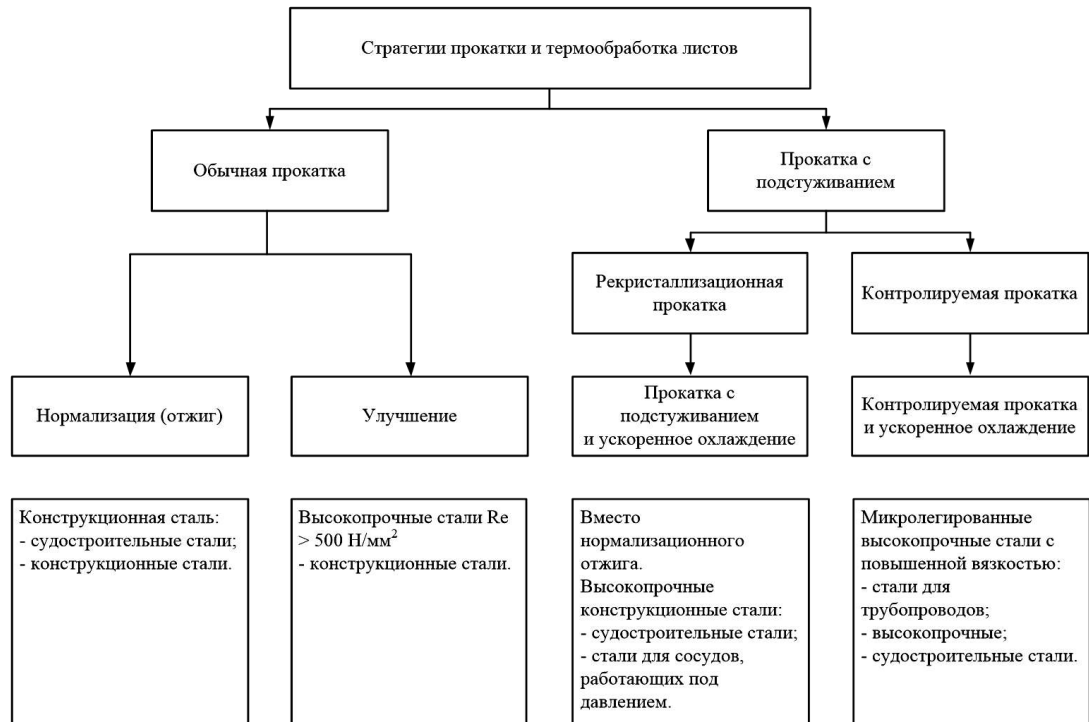 Стратегии прокатки и термообработка листов
Обычная прокатка
Прокатка с
подстуживанием
Рекристаллизационная
прокатка
Контролируемая прокатка
Нормализация (отжиг)
Улучшение
Прокатка с
подстуживанием
и ускоренное охлаждение
Контролируемая прокатка
и ускоренное охлаждение
Конструкционная сталь:
- судостроительные стали;
- конструкционные стали.
Высокопрочные стали Re
> 500 Н/мм²
- конструкционные стали.
Вместо
нормализационного
отжига.
Высокопрочные
конструкционные стали:
- судостроительные стали;
- стали для сосудов,
работающих под
давлением.
Микролегированные
высокопрочные стали с
повышенной вязкостью:
- стали для
трубопроводов;
- высокопрочные;
- судостроительные стали.